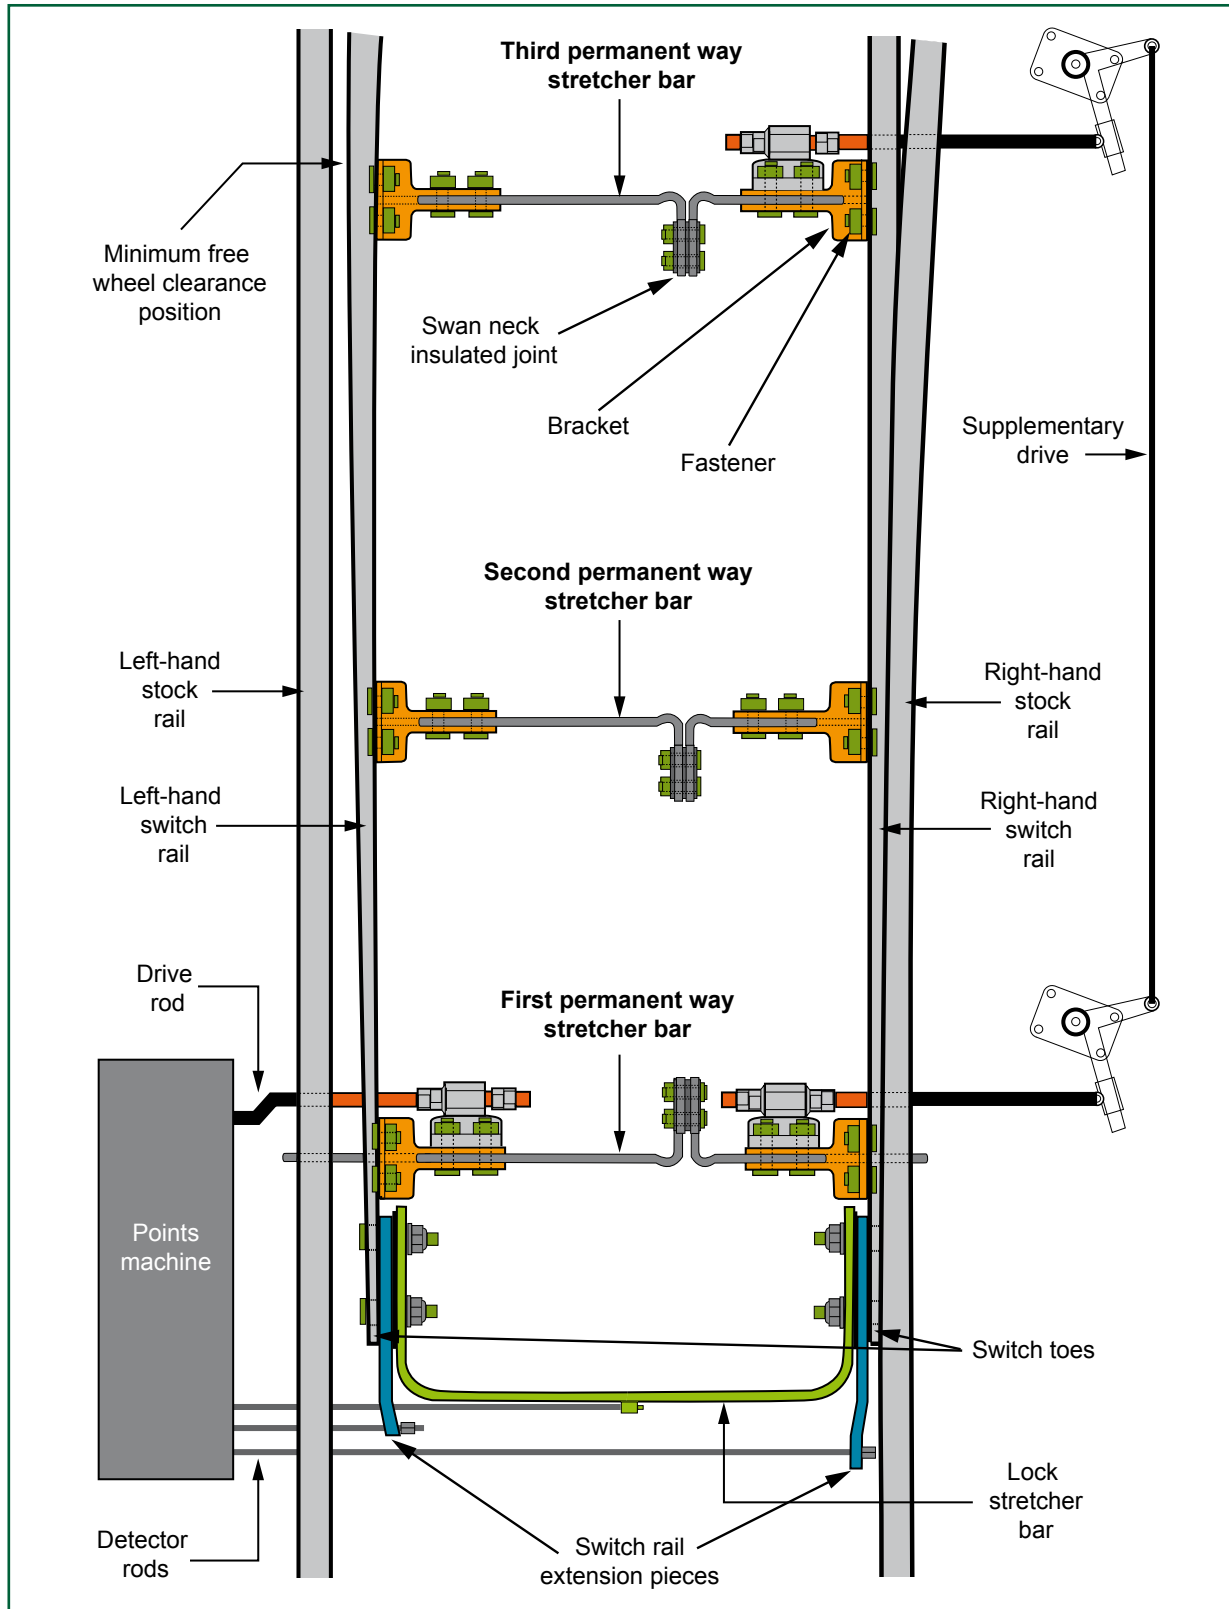 Third permanent way
stretcher bar
Minimum free
wheel clearance
position
Swan neck
insulated joint
Bracket
Fastener
Supplementary
drive
Second permanent way
stretcher bar
Left-hand
stock
rail
Right-hand
stock
rail
Left-hand
switch
rail
Right-hand
switch
rail
Drive
rod
First permanent way
stretcher bar
Points
machine
Switch toes
Lock
stretcher
bar
Detector
rods
Switch rail
extension pieces